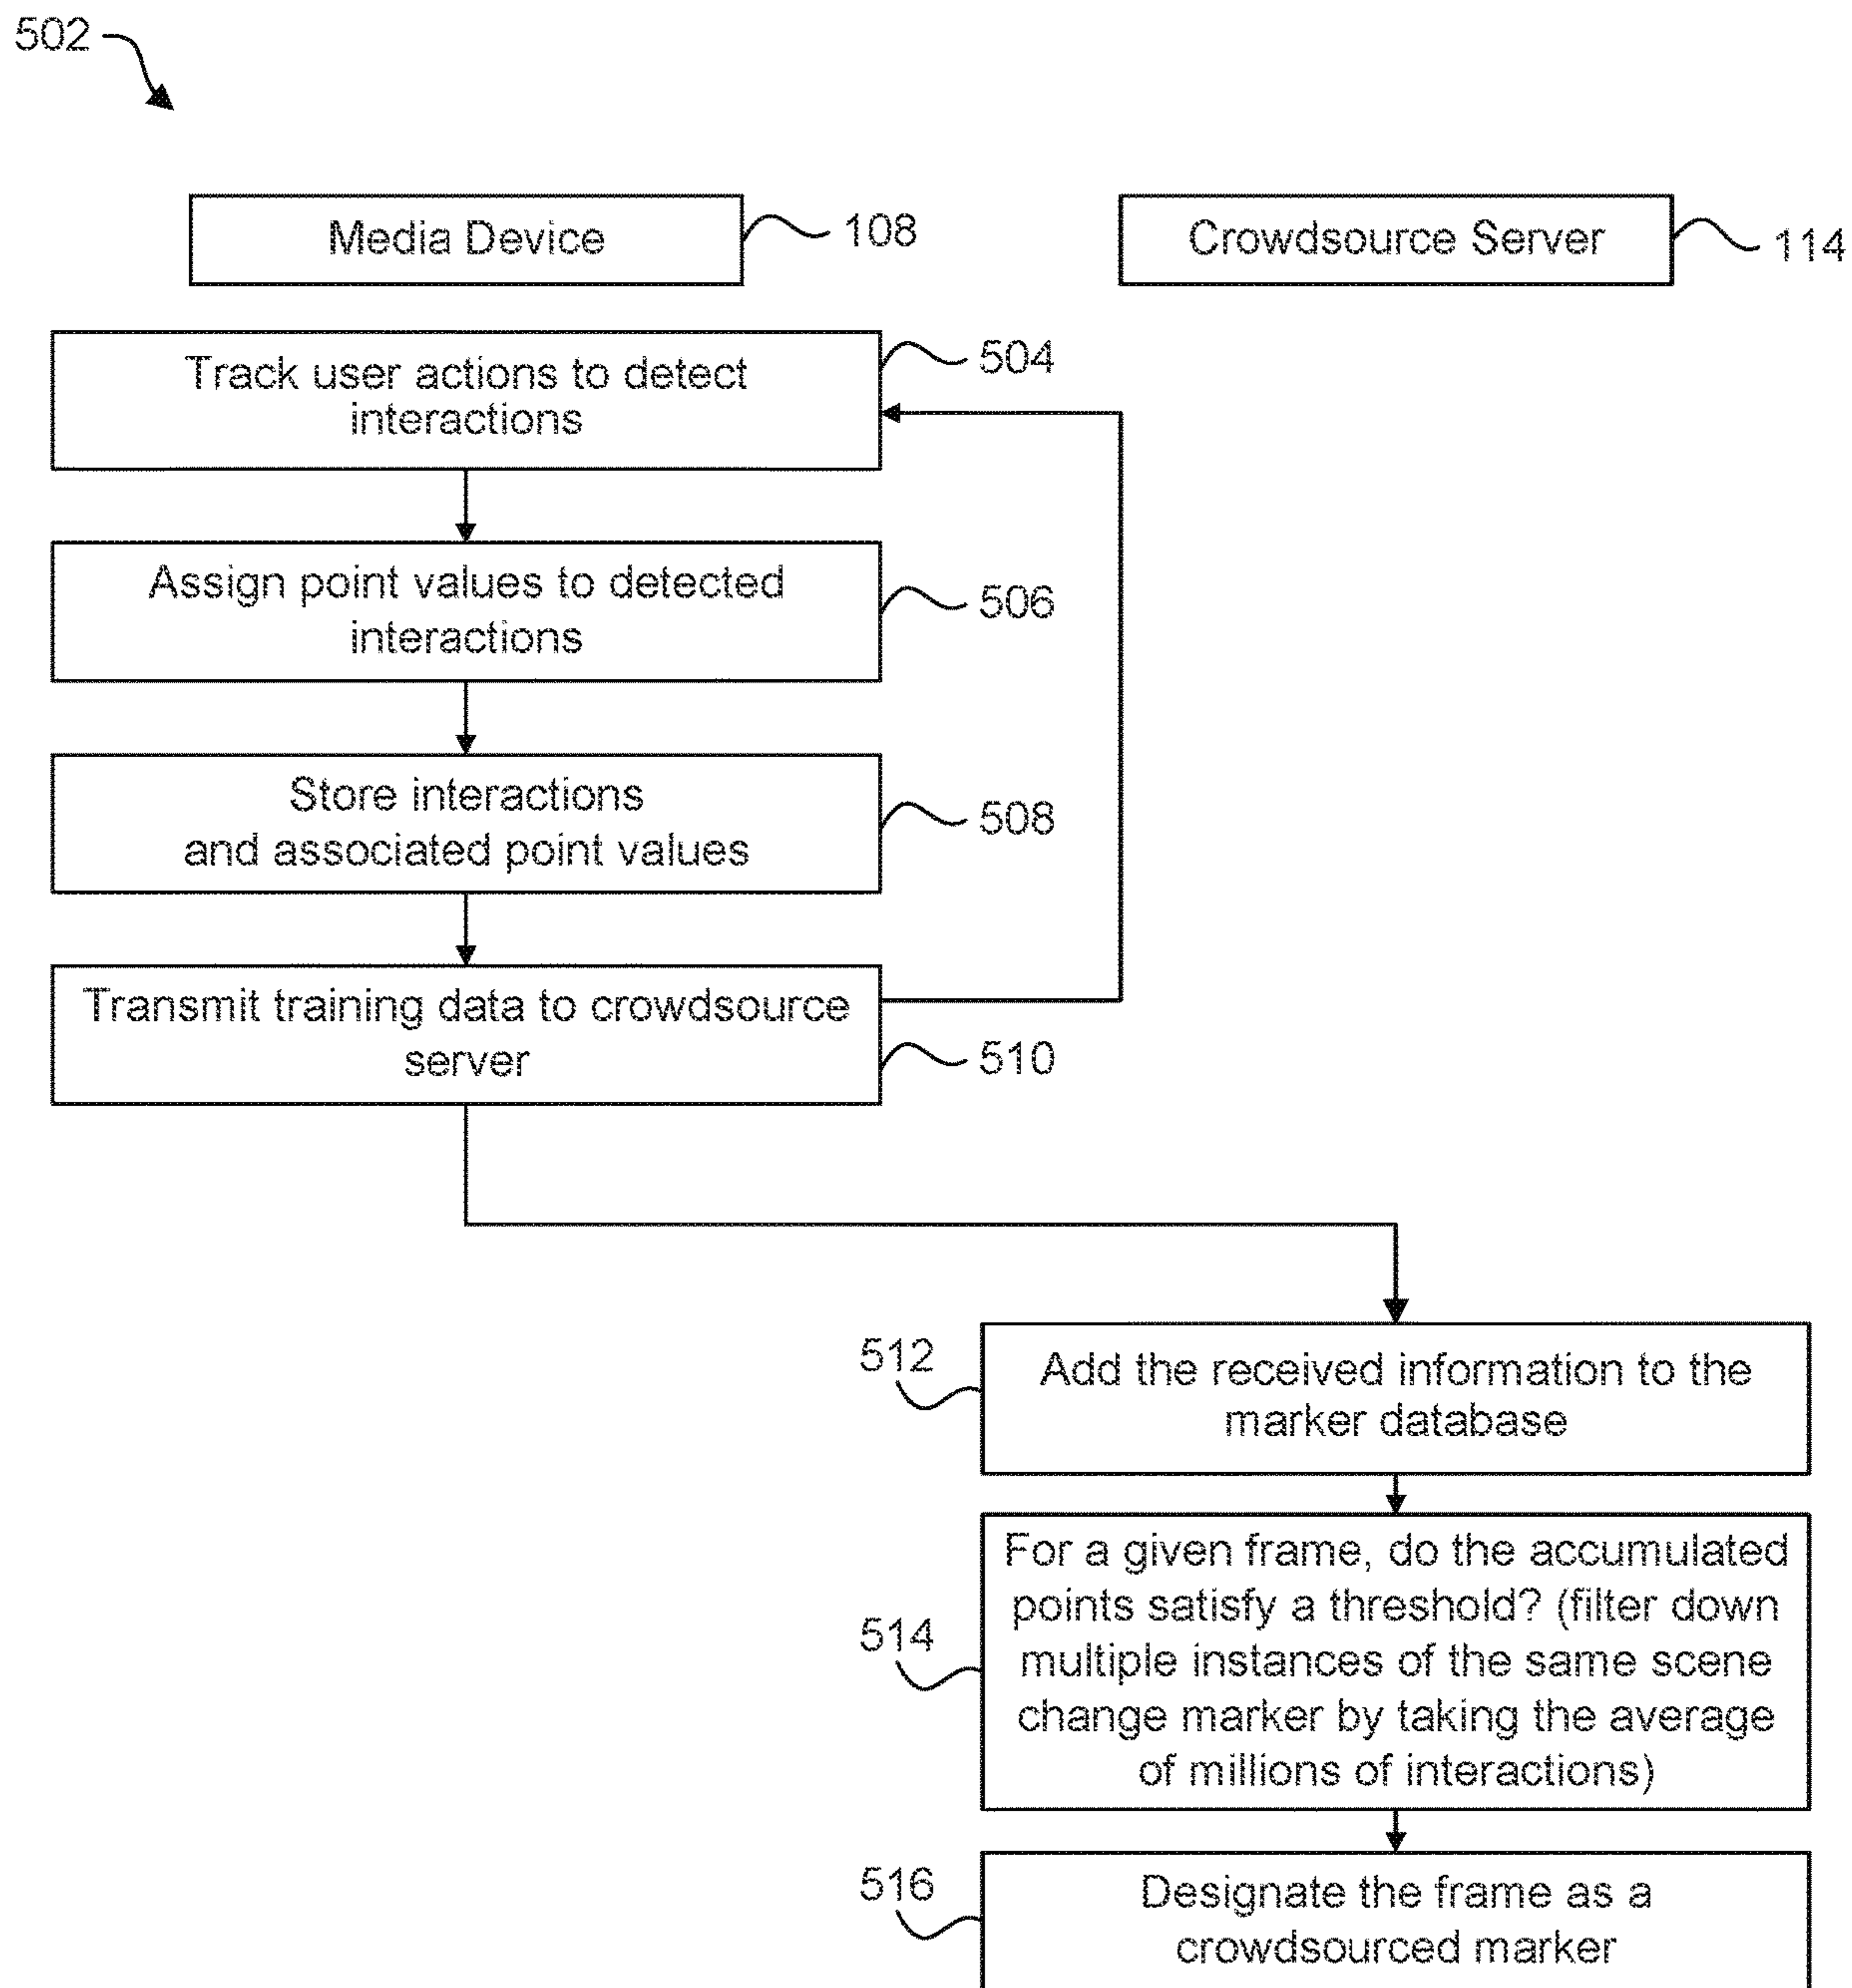 502
Media Device
108
Crowdsource Server
114
Track user actions to detect
interactions
504
Assign point values to detected
interactions
506
Store interactions
and associated point values
508
Transmit training data to crowdsource
server
510
512
Add the received information to the
marker database
514
For a given frame, do the accumulated
points satisfy a threshold? (filter down
multiple instances of the same scene
change marker by taking the average
of millions of interactions)
516
Designate the frame as a
crowdsourced marker